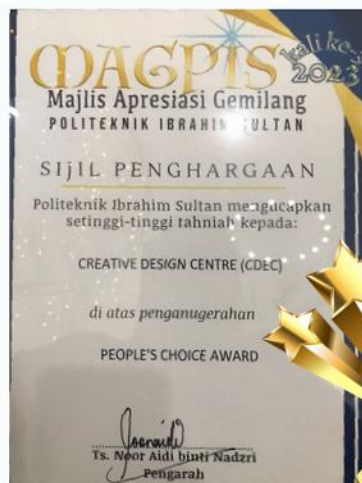 MAGPIS
kali ke-
2023
Majlis Apresiasi Gemilang
POLITEKNIK IBRAHIM SULTAN
SIJIL PENGHARGAAN
Politeknik Ibrahim Sultan mengucapkan
setinggi-tinggi tahniah kepada:
CREATIVE DESIGN CENTRE (CDEC)
di atas penganugerahan
PEOPLE'S CHOICE AWARD
Ts. Noor Aidi binti Nadzri
Pengarah